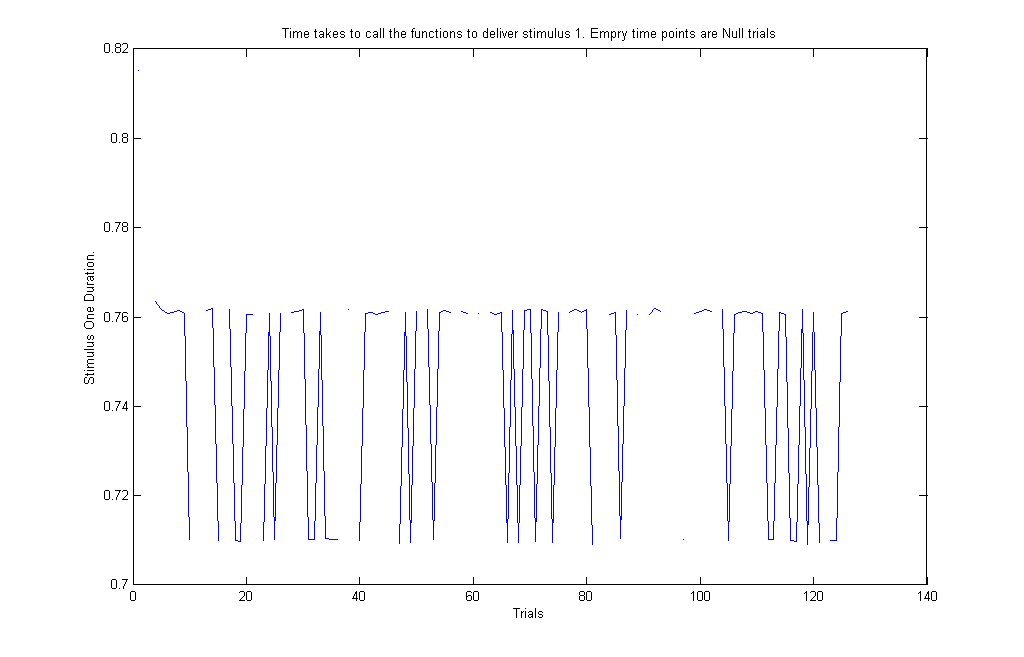 Time takes to call the functions to deliver stimulus 1. Empry time points are Null trials
0.82
0.8
0.78
0.76
0.74
0.72
0.7
Stimulus One Duration.
0 20 40 60 80 100 120 140
Trials